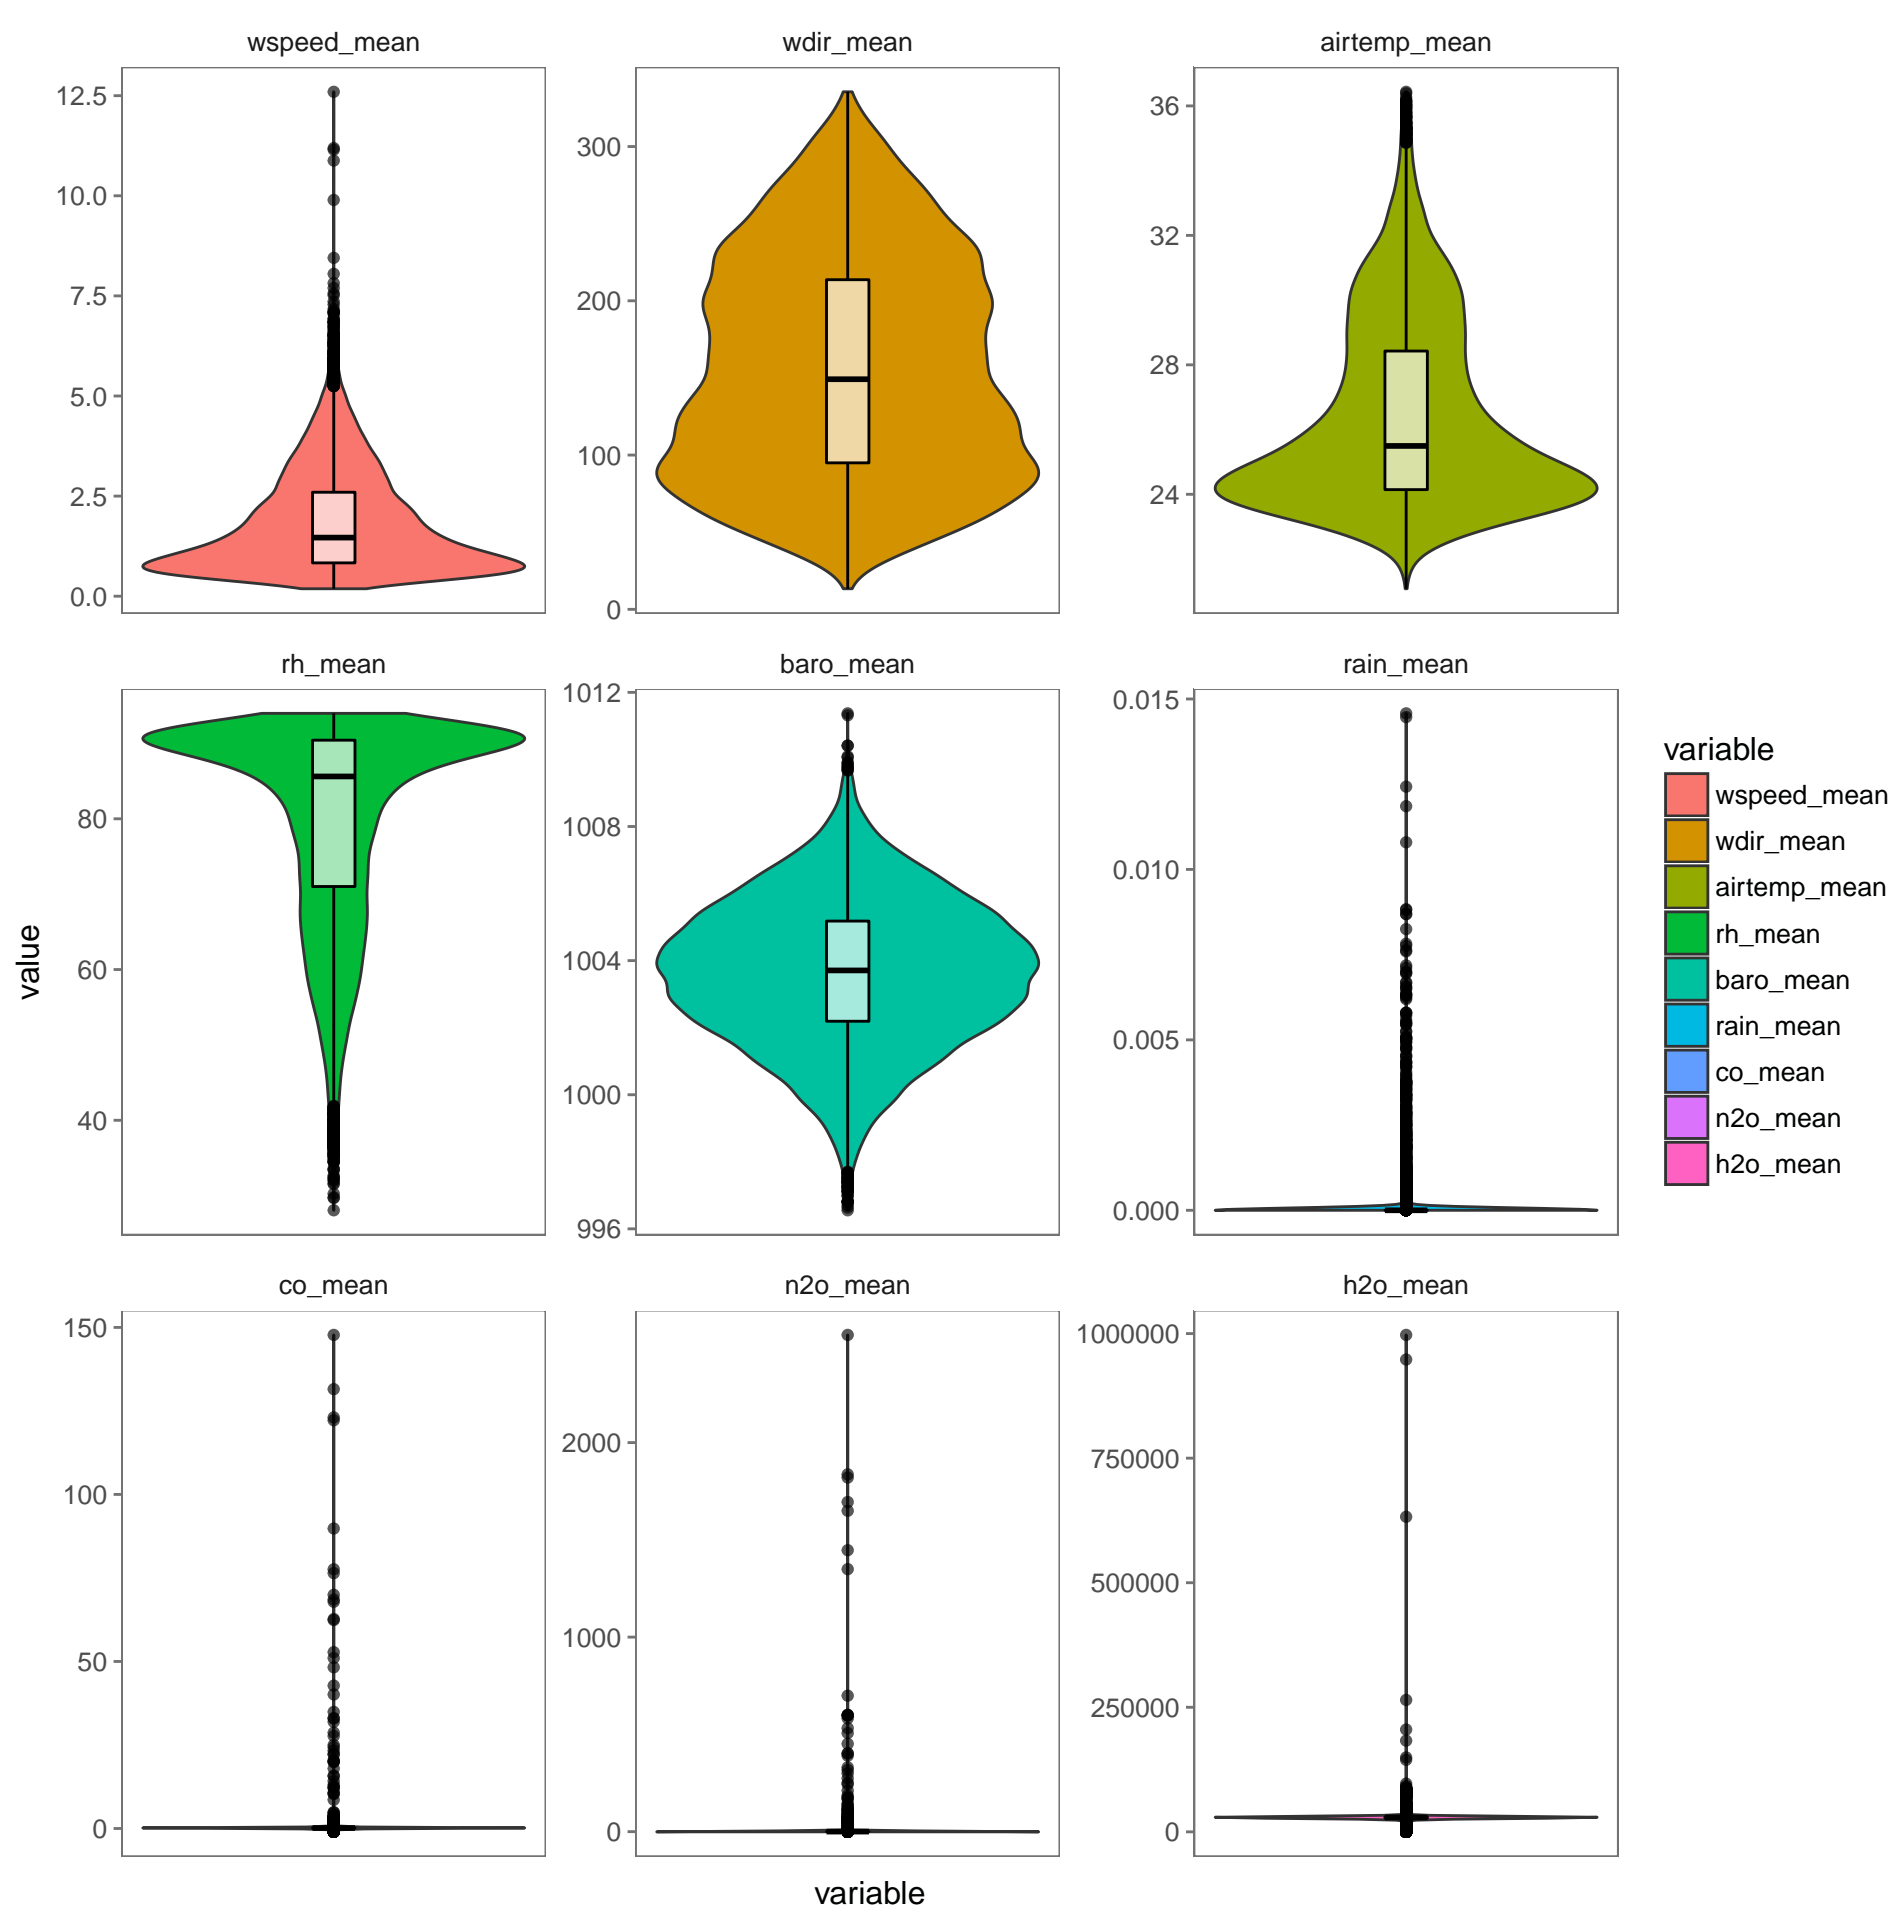 wspeed_mean
wdir_mean
airtemp_mean
12.5
10.0
7.5
5.0
2.5
0.0
300
200
100
0
36
32
28
24
rh_mean
baro_mean
rain_mean
80
60
40
1012
1008
1004
1000
996
0.015
0.010
0.005
0.000
co_mean
n2o_mean
h2o_mean
150
100
50
0
2000
1000
0
1000000
750000
500000
250000
0
value
variable
variable
wspeed_mean
wdir_mean
airtemp_mean
rh_mean
baro_mean
rain_mean
co_mean
n2o_mean
h2o_mean